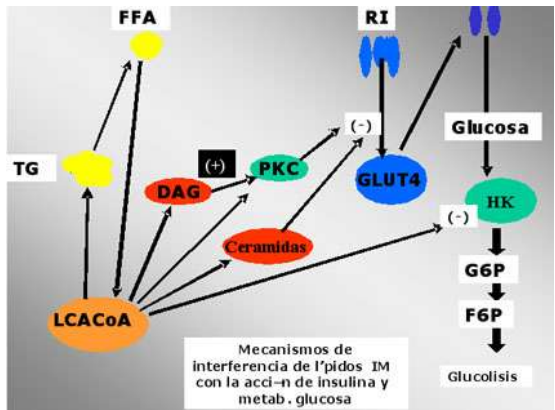 FFA
RI
TG
(+)
(-)
Glucosa
DAG
PKC
GLUT4
HK
(-)
Ceramidas
G6P
LCACoA
F6P
Mecanismos de
interferencia de l'pidos IM
con la acci-n de insulina y
metab. glucosa
Glucolisis